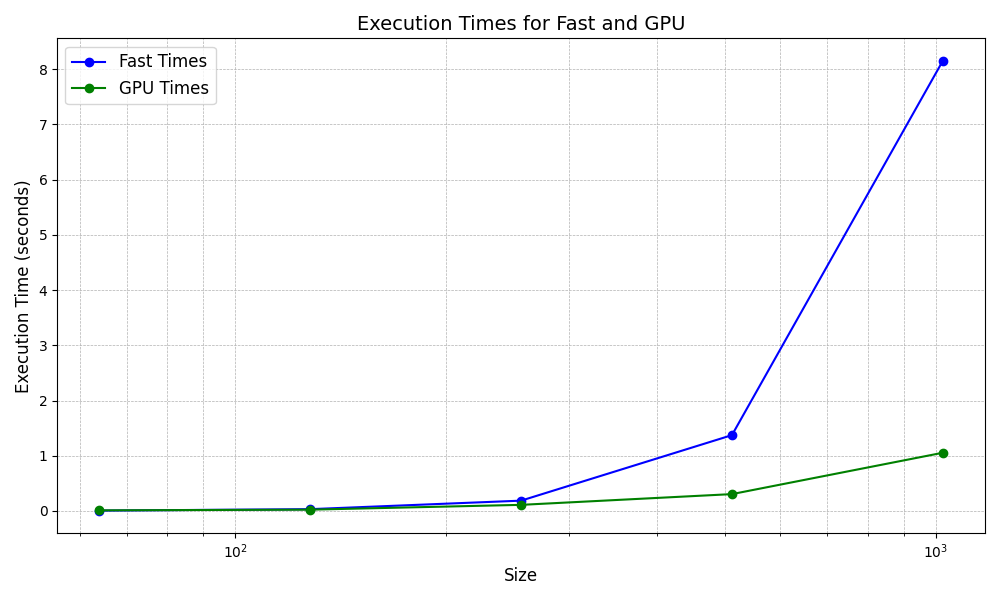 Execution Times for Fast and GPU
Fast Times
GPU Times
Execution Time (seconds)
8
7
6
5
4
3
2
1
0
10²
10³
Size